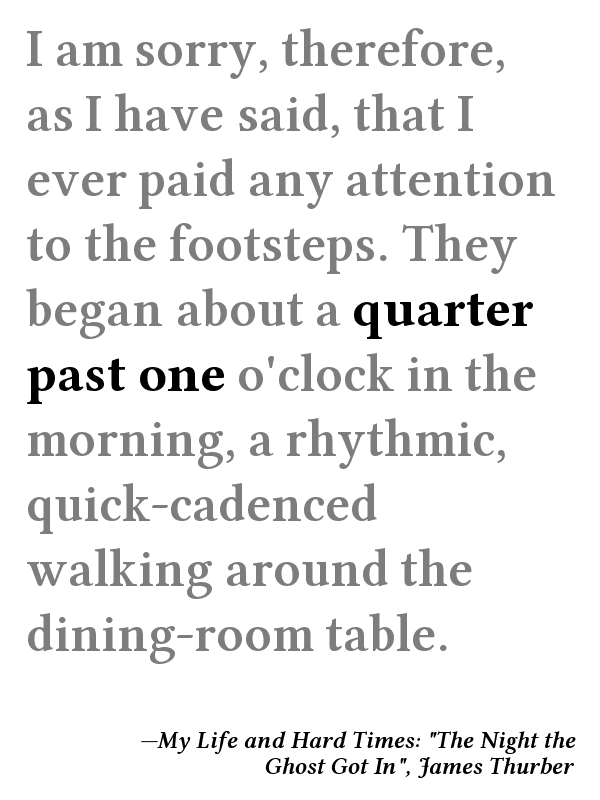 I am sorry, therefore,
as I have said, that I
ever paid any attention
to the footsteps. They
began about a quarter
past one o'clock in the
morning, a rhythmic,
quick-cadenced
walking around the
dining-room table.
—My Life and Hard Times: "The Night the
Ghost Got In", James Thurber